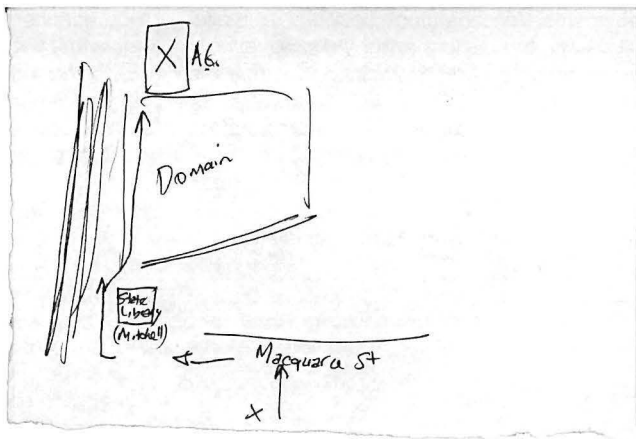 X AG.
Domain
State
Library
(Mitchell)
Macquarie St
X